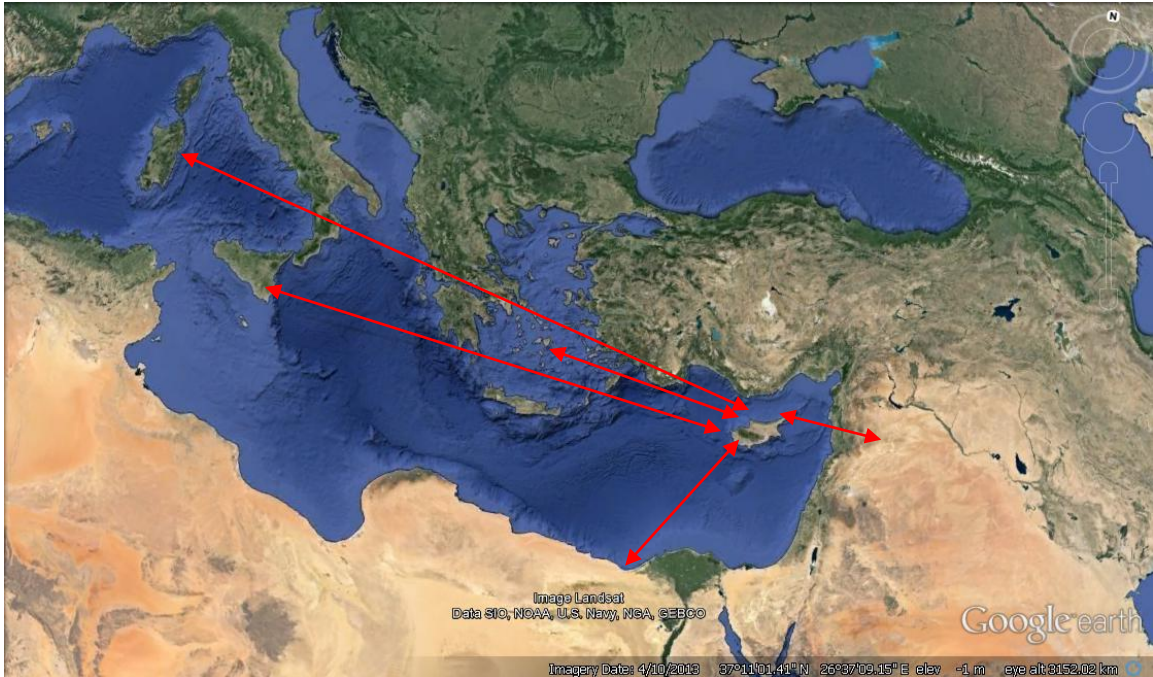 N
Image Landsat
Data SIO, NOAA, U.S. Navy, NGA, GEBCO
Google earth
Imagery Date: 4/10/2013 37°11'01.41" N 26°37'09.15" E elev -1 m eye alt 3152.02 km